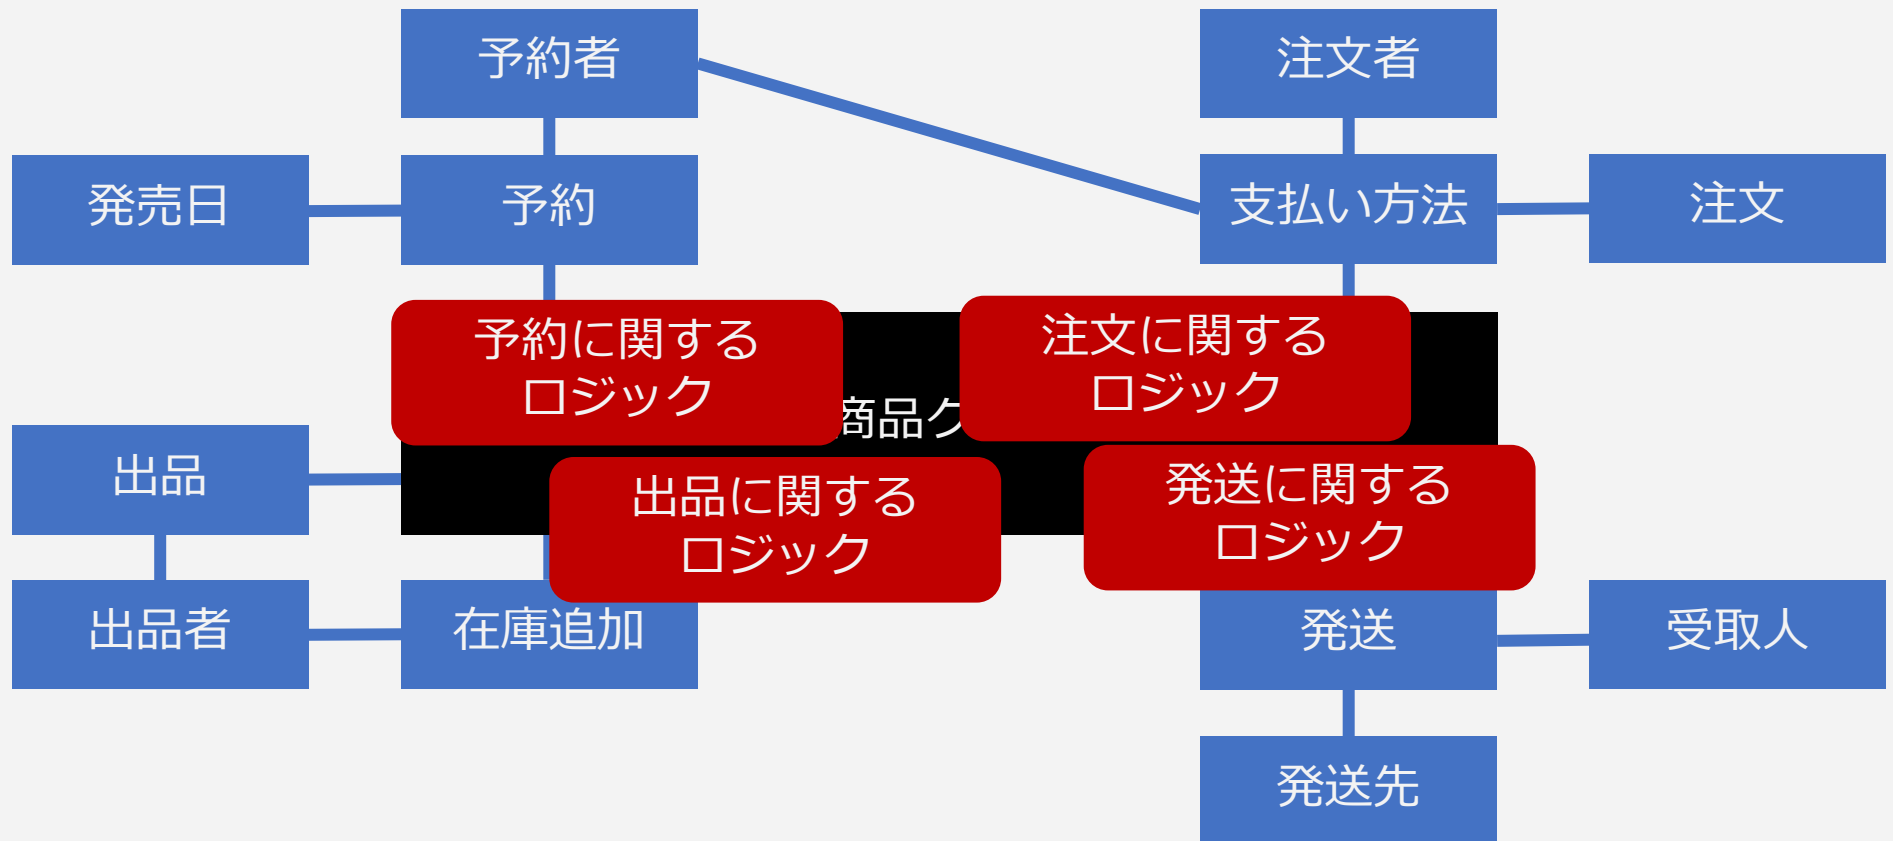 予約者
注文者
発売日
予約
支払い方法
注文
予約に関する
ロジック
注文に関する
ロジック
商品ク
出品
出品に関する
ロジック
発送に関する
ロジック
出品者
在庫追加
発送
受取人
発送先